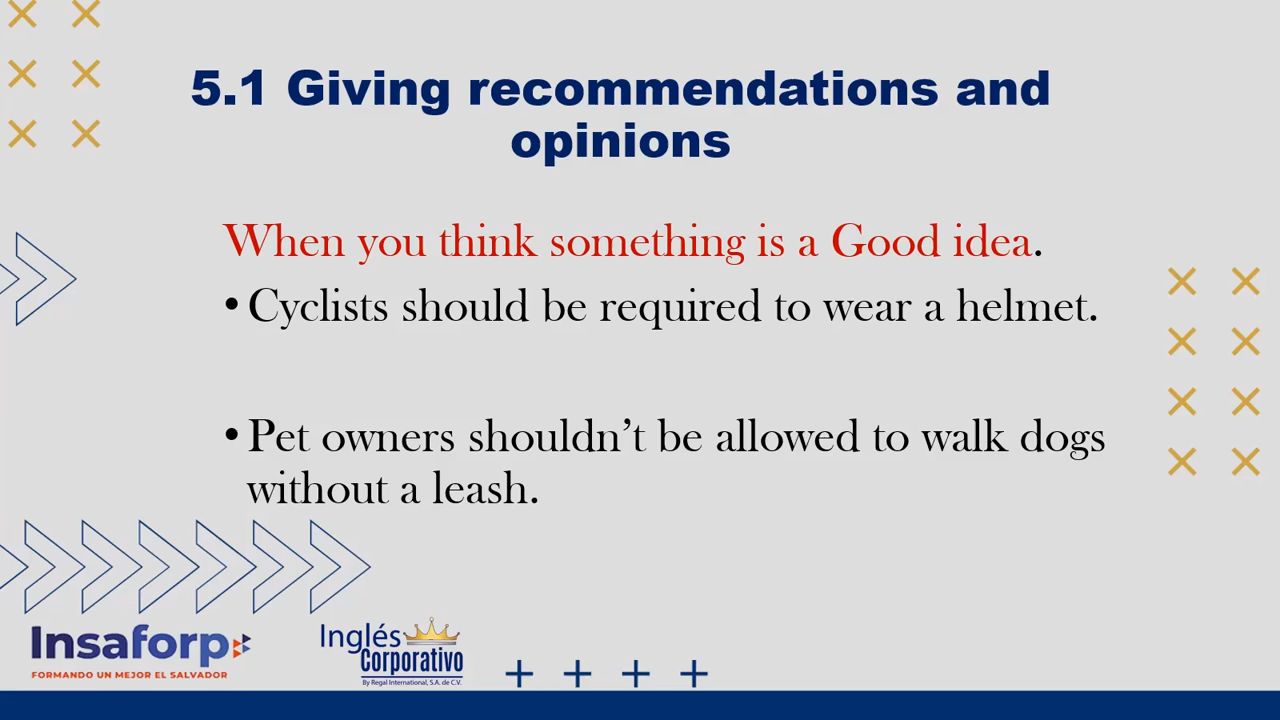 5.1 Giving recommendations and
opinions
When you think something is a Good idea.
• Cyclists should be required to wear a helmet.
• Pet owners shouldn’t be allowed to walk dogs
without a leash.
Insaforp
FORMANDO UN MEJOR EL SALVADOR
Inglés
Corporativo
By Regal International, S.A. de C.V.